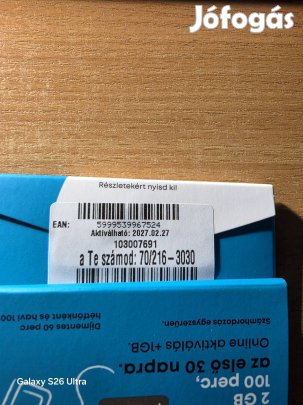 Jófogás
Részletekért nyisd ki!
EAN: 5999539967524
Aktiválható: 2027.02.27
103007691
a Te számod: 70/216-3030
Díjmentes 60 perc
hétfőnként és havi 100
Számhordozás egyszerűen.
Online aktiválás +1GB.
az első 30 napra.
100 perc,
2 GB
Galaxy S26 Ultra